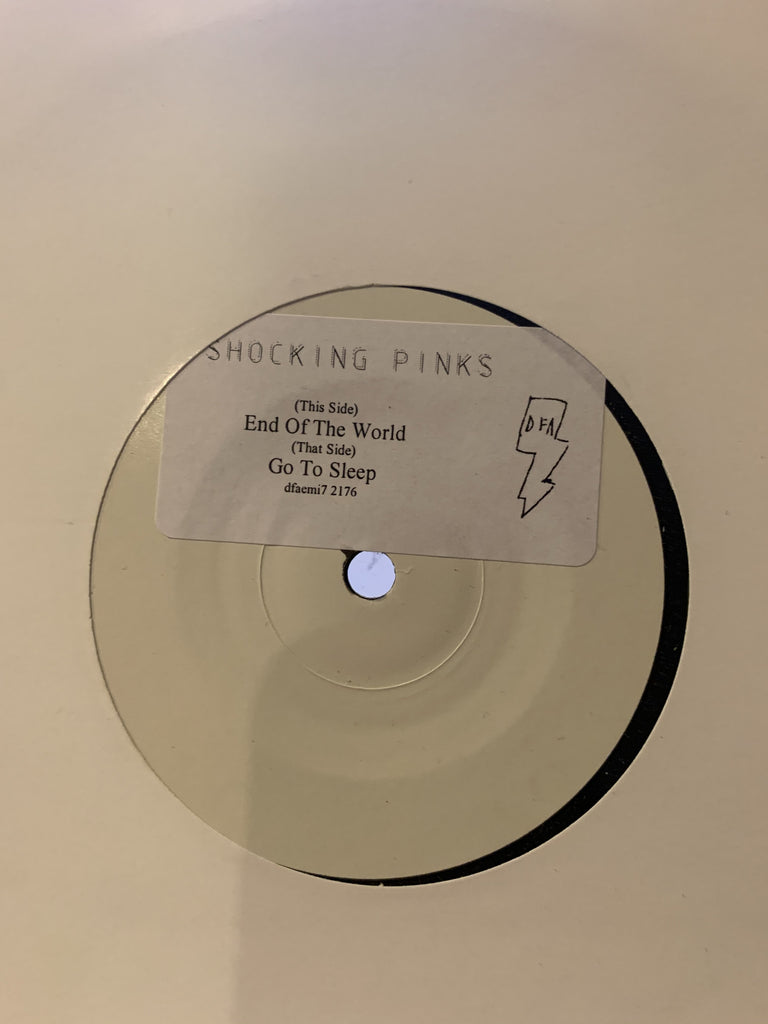 SHOCKING PINKS
(This Side)
End Of The World
(That Side)
Go To Sleep
dfaemi7 2176
DFA